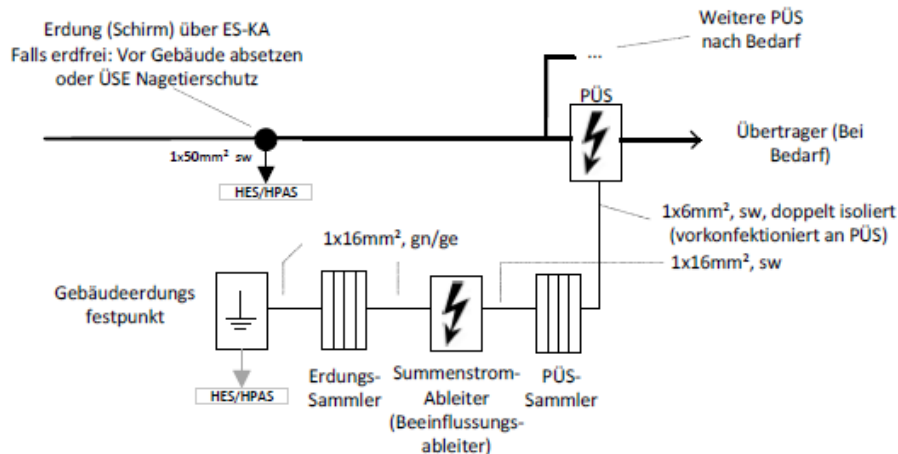 Erdung (Schirm) über ES-KA
Falls erdfrei: Vor Gebäude absetzen
oder ÜSE Nagetierschutz
Weitere PÜS
nach Bedarf
...
PÜS
Übertrager (Bei
Bedarf)
1x50mm² sw
HES/HPAS
1x6mm², sw, doppelt isoliert
(vorkonfektioniert an PÜS)
1x16mm², gn/ge
1x16mm², sw
Gebäudeerdungs
festpunkt
HES/HPAS
Erdungs-
Sammler
Summenstrom-
Ableiter
(Beeinflussungs-
ableiter)
PÜS-
Sammler